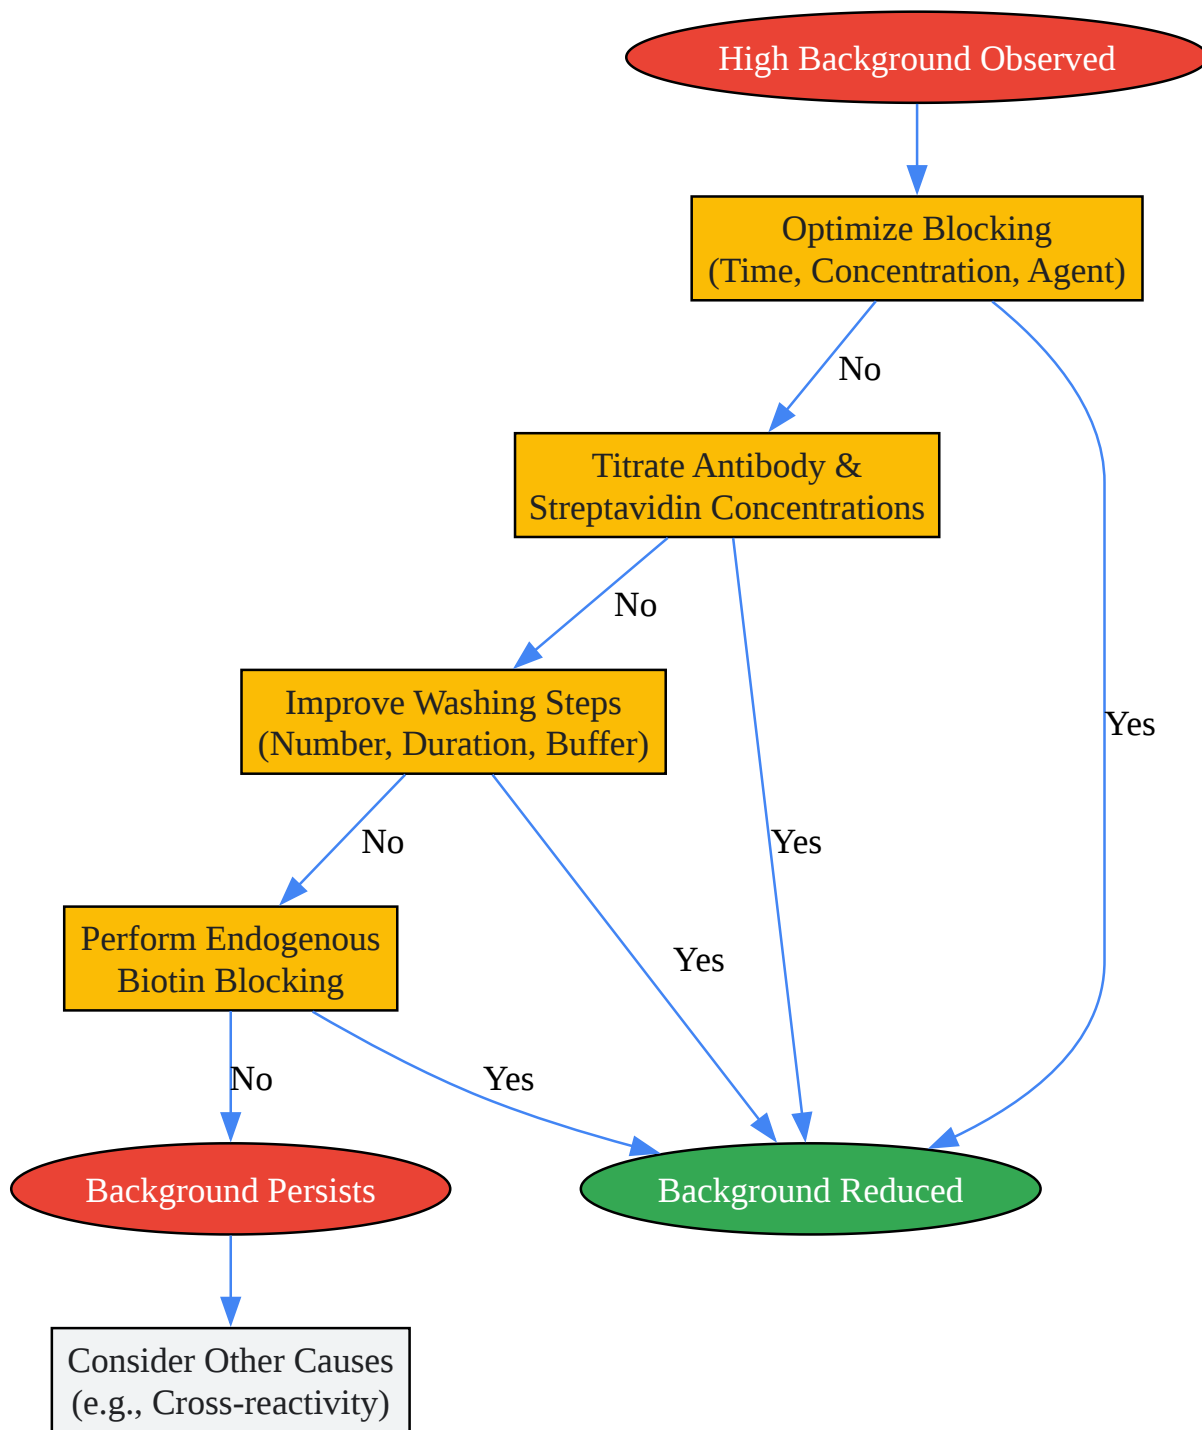 High Background Observed
Optimize Blocking
(Time, Concentration, Agent)
No
Titrate Antibody &
Streptavidin Concentrations
No
Yes
Improve Washing Steps
(Number, Duration, Buffer)
No
Yes
Perform Endogenous
Biotin Blocking
Yes
No
Yes
Background Persists
Background Reduced
Consider Other Causes
(e.g., Cross-reactivity)